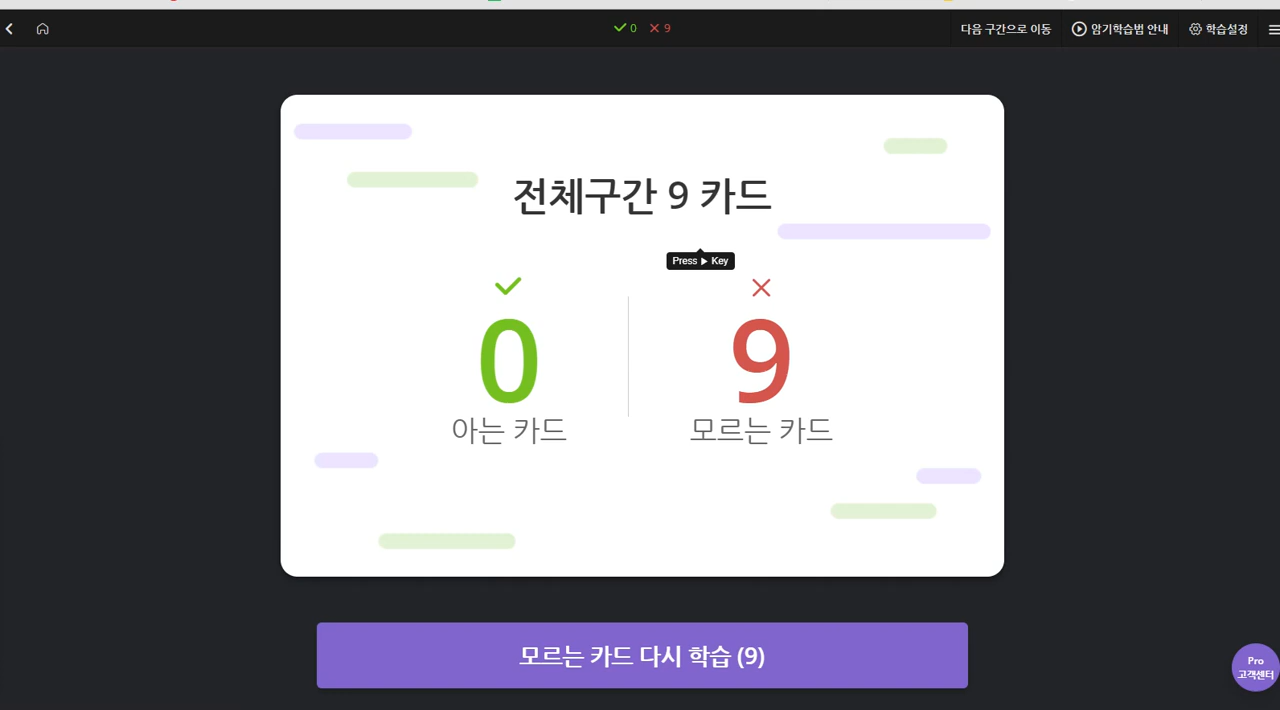 0 9 다음 구간으로 이동 암기학습법 안내 학습설정
전체구간 9 카드
Press ▶ Key
0 9
아는 카드 모르는 카드
모르는 카드 다시 학습 (9)
Pro
고객센터